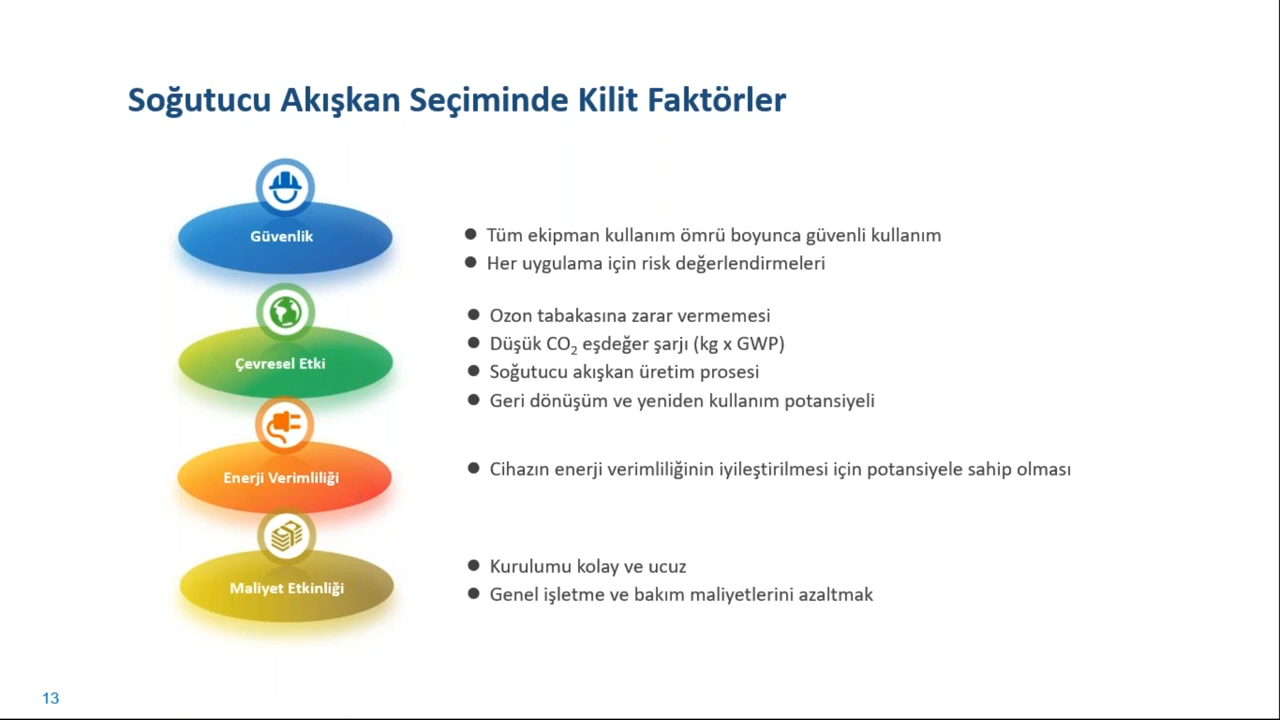 Soğutucu Akışkan Seçiminde Kilit Faktörler
Güvenlik
● Tüm ekipman kullanım ömrü boyunca güvenli kullanım
● Her uygulama için risk değerlendirmeleri
Çevresel Etki
● Ozon tabakasına zarar vermemesi
● Düşük CO₂ eşdeğer şarjı (kg x GWP)
● Soğutucu akışkan üretim prosesi
● Geri dönüşüm ve yeniden kullanım potansiyeli
Enerji Verimliliği
● Cihazın enerji verimliliğinin iyileştirilmesi için potansiyele sahip olması
Maliyet Etkinliği
● Kurulumu kolay ve ucuz
● Genel işletme ve bakım maliyetlerini azaltmak
13